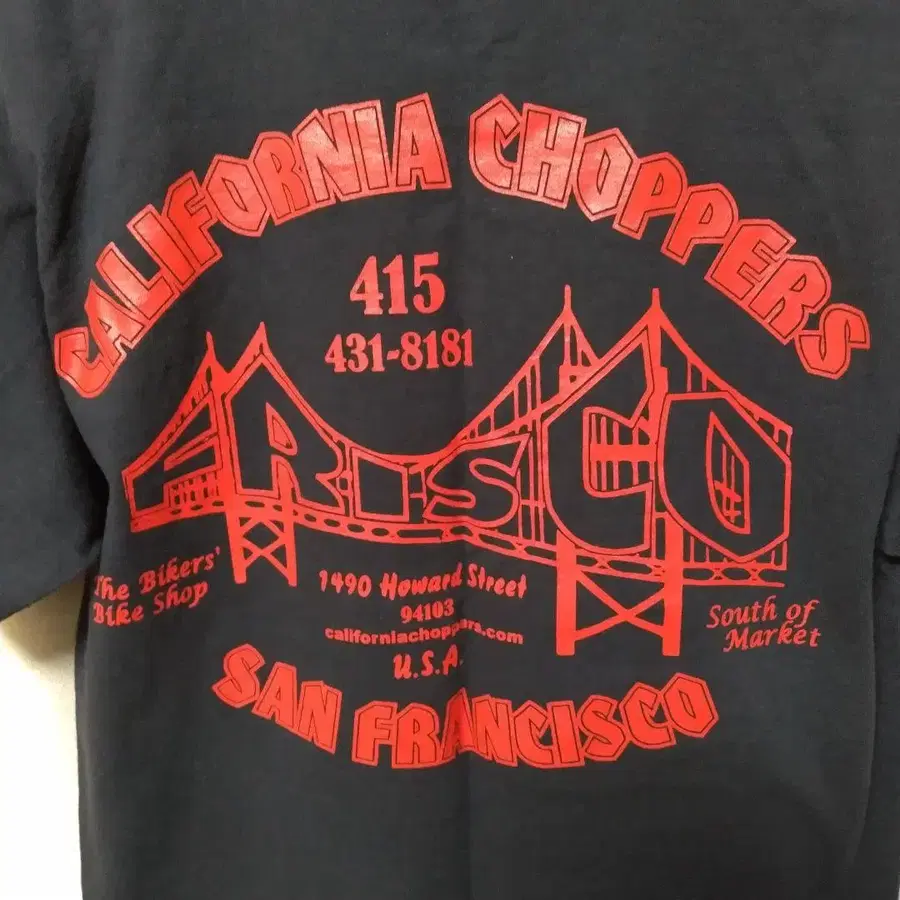 CALIFORNIA CHOPPERS
415
431-8181
FRISCO
The Bikers'
Bike Shop
1490 Howard Street
94103
californiachoppers.com
U.S.A.
South of
Market
SAN FRANCISCO